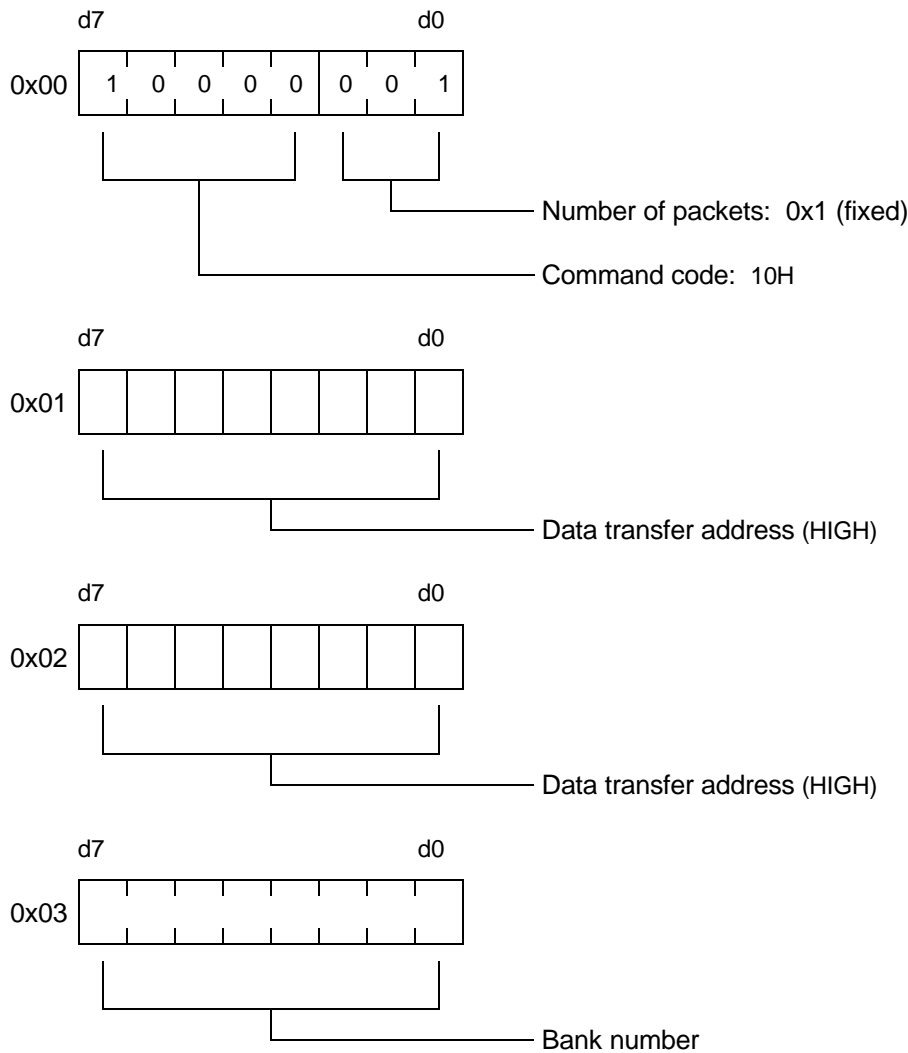 d7 d0
0x00 1 0 0 0 0 0 0 1
Number of packets: 0x1 (fixed)
Command code: 10H
d7 d0
0x01
Data transfer address (HIGH)
d7 d0
0x02
Data transfer address (HIGH)
d7 d0
0x03
Bank number